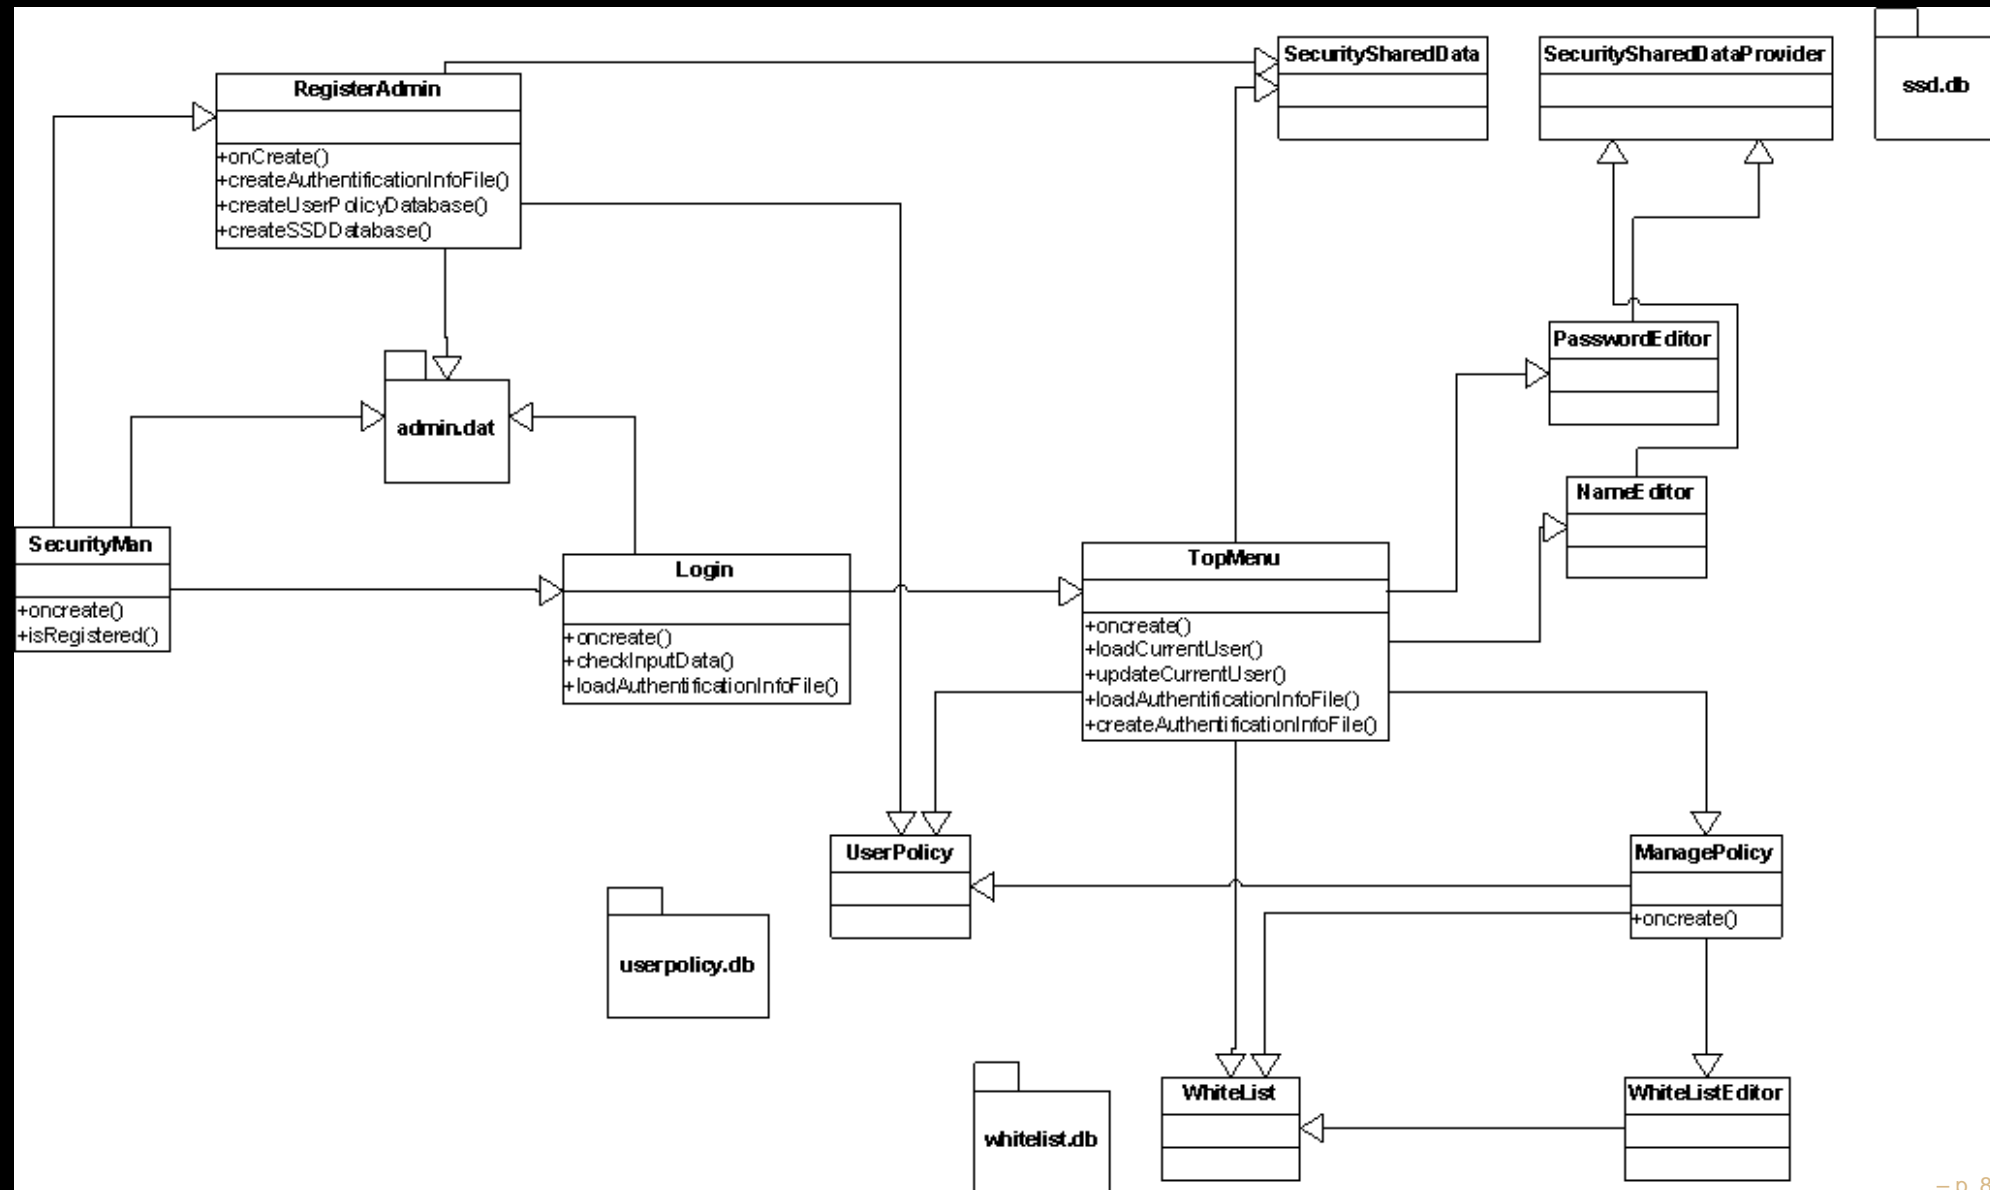 SecuritySharedData
SecuritySharedDataProvider
ssd.db
RegisterAdmin
+onCreate()
+createAuthentificationInfoFile()
+createUserPolicyDatabase()
+createSSDDatabase()
PasswordEditor
admin.dat
NameEditor
SecurityMan
+oncreate()
+isRegistered()
Login
+oncreate()
+checkInputData()
+loadAuthentificationInfoFile()
TopMenu
+oncreate()
+loadCurrentUser()
+updateCurrentUser()
+loadAuthentificationInfoFile()
+createAuthentificationInfoFile()
UserPolicy
ManagePolicy
+oncreate()
userpolicy.db
whitelist.db
WhiteList
WhiteListEditor
– p. 8